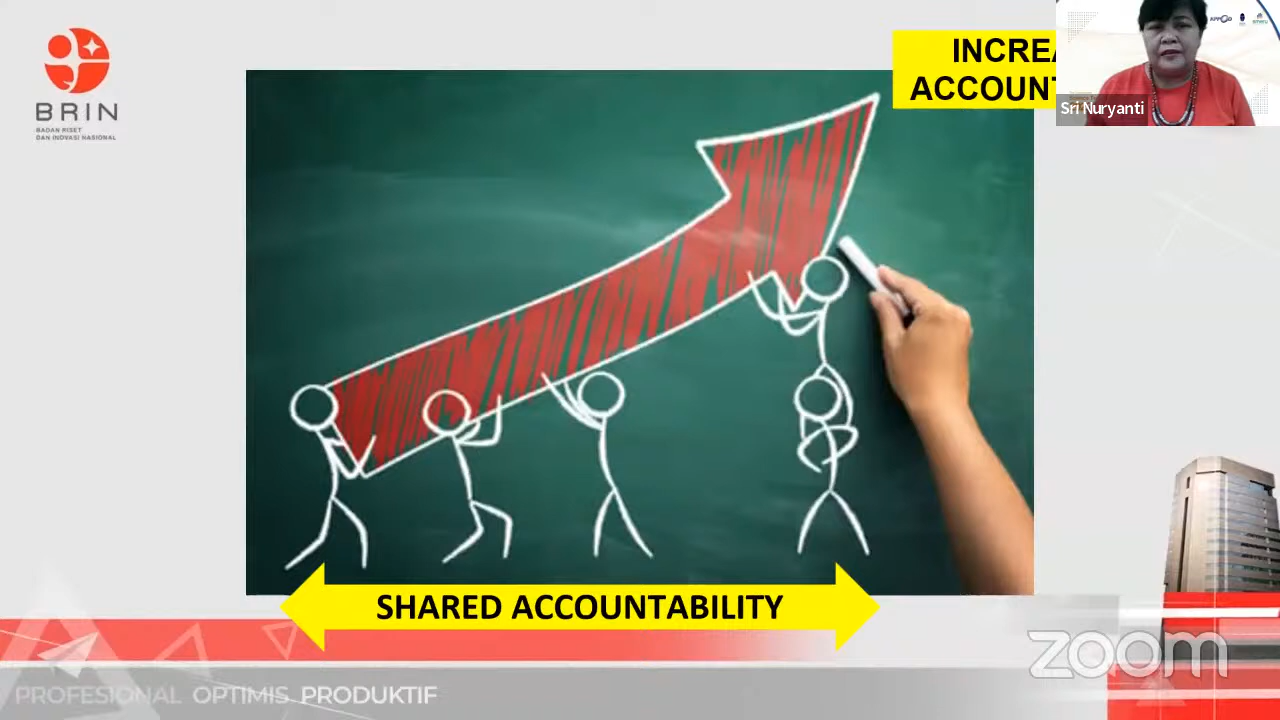 BRIN
BADAN RISET
DAN INOVASI NASIONAL
INCREA
ACCOUNT
Sri Nuryanti
SHARED ACCOUNTABILITY
zoom
PROFESIONAL OPTIMIS PRODUKTIF